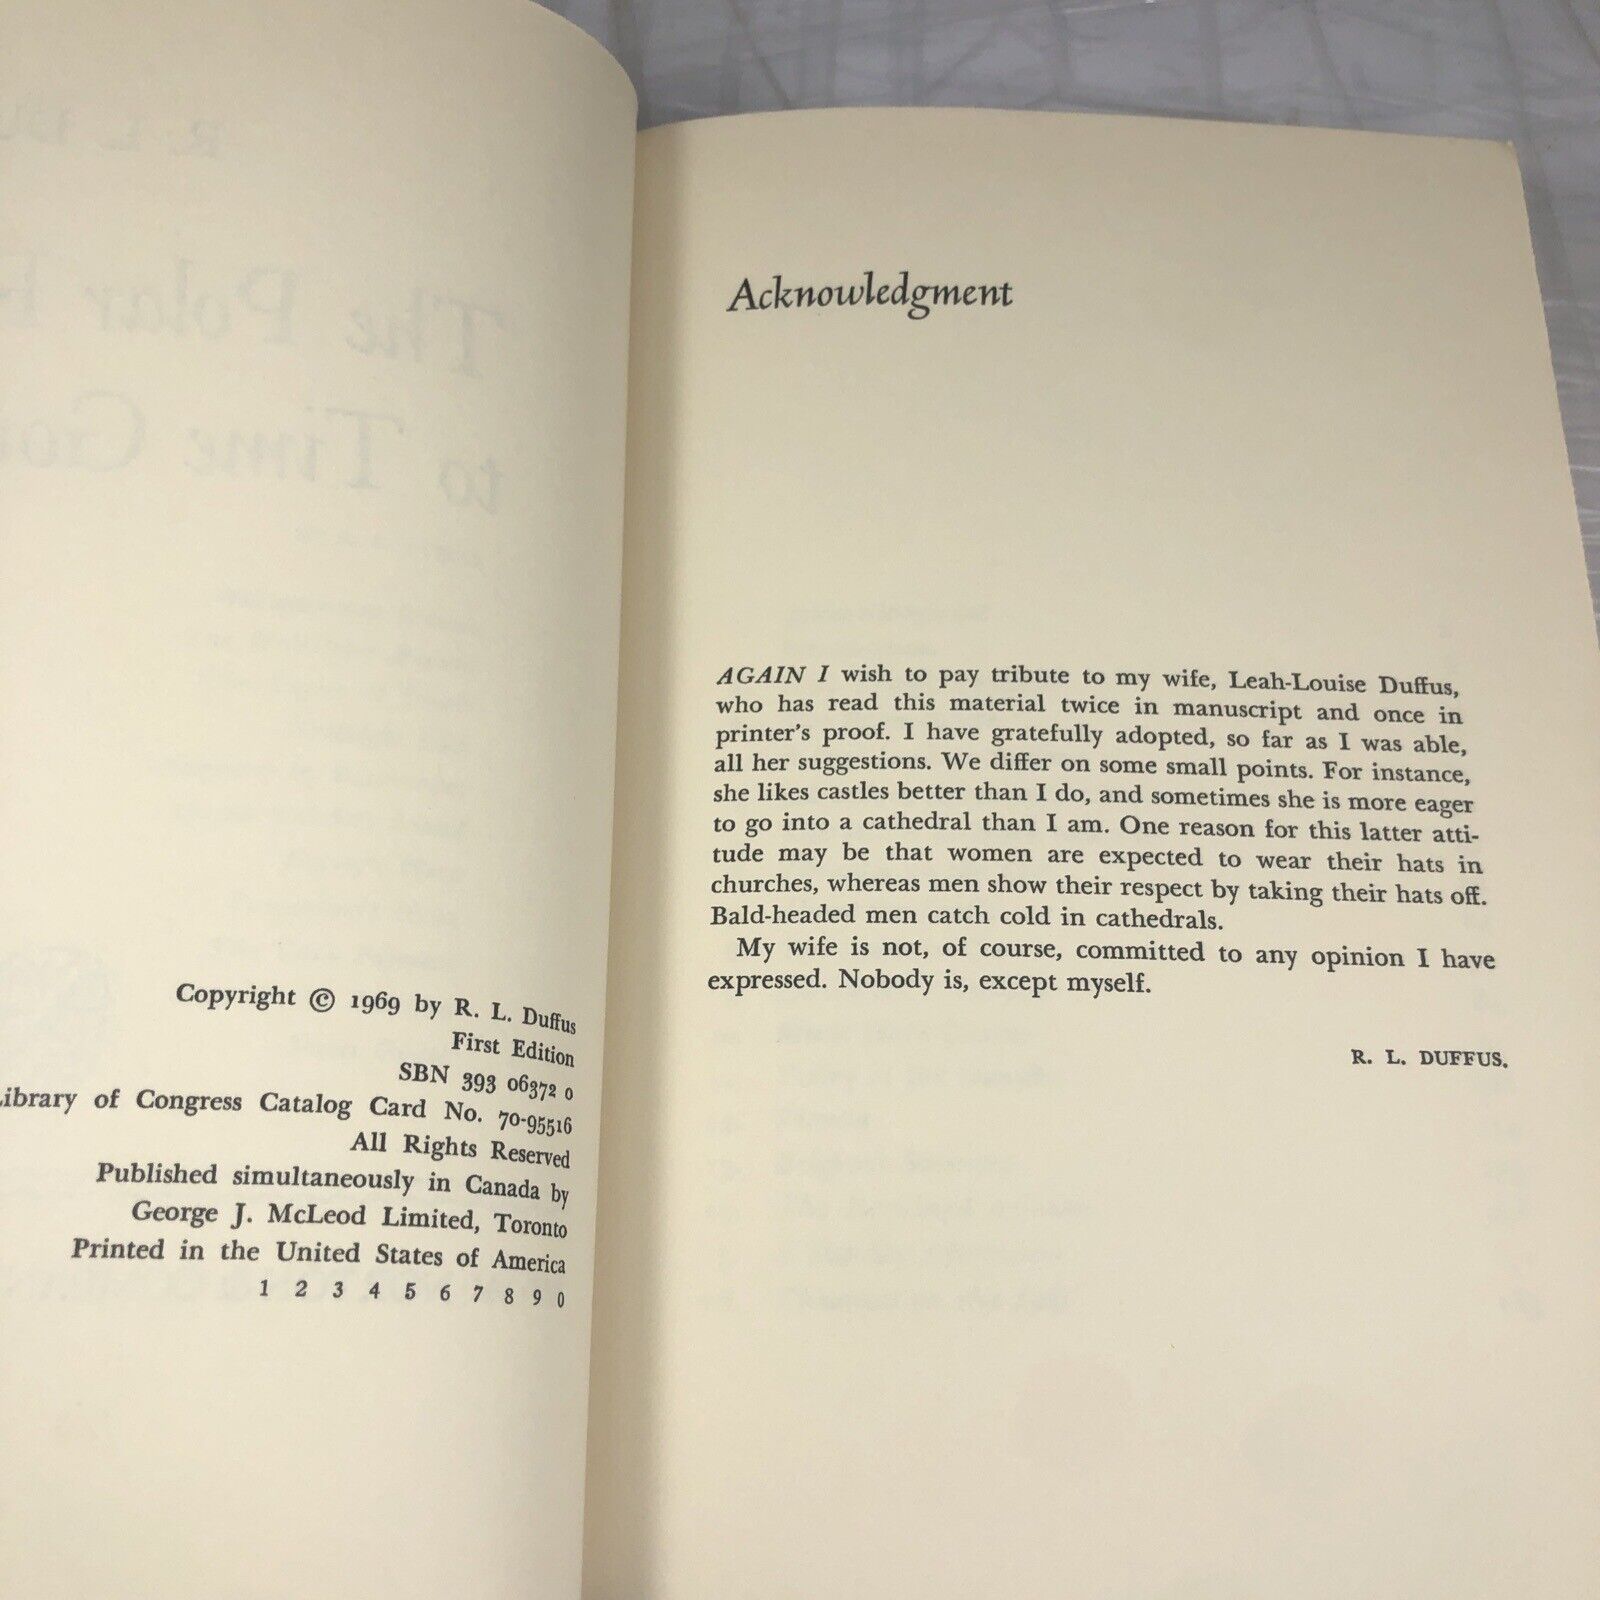 Copyright © 1969 by R. L. Duffus
First Edition
SBN 393 06372 0
Library of Congress Catalog Card No. 70-95516
All Rights Reserved
Published simultaneously in Canada by
George J. McLeod Limited, Toronto
Printed in the United States of America
1 2 3 4 5 6 7 8 9 0
Acknowledgment
AGAIN I wish to pay tribute to my wife, Leah-Louise Duffus,
who has read this material twice in manuscript and once in
printer's proof. I have gratefully adopted, so far as I was able,
all her suggestions. We differ on some small points. For instance,
she likes castles better than I do, and sometimes she is more eager
to go into a cathedral than I am. One reason for this latter atti-
tude may be that women are expected to wear their hats in
churches, whereas men show their respect by taking their hats off.
Bald-headed men catch cold in cathedrals.
My wife is not, of course, committed to any opinion I have
expressed. Nobody is, except myself.
R. L. DUFFUS.